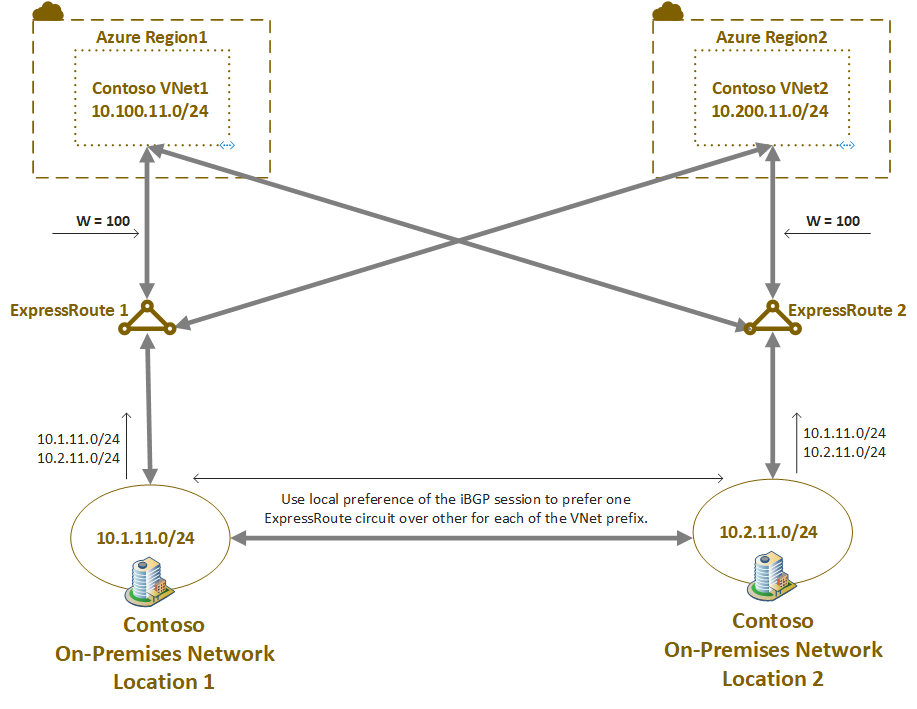 Azure Region1
Azure Region2
Contoso VNet1
10.100.11.0/24
Contoso VNet2
10.200.11.0/24
W = 100
W = 100
ExpressRoute 1
ExpressRoute 2
10.1.11.0/24
10.2.11.0/24
10.1.11.0/24
10.2.11.0/24
Use local preference of the iBGP session to prefer one
ExpressRoute circuit over other for each of the VNet prefix.
10.1.11.0/24
10.2.11.0/24
Contoso
On-Premises Network
Location 1
Contoso
On-Premises Network
Location 2